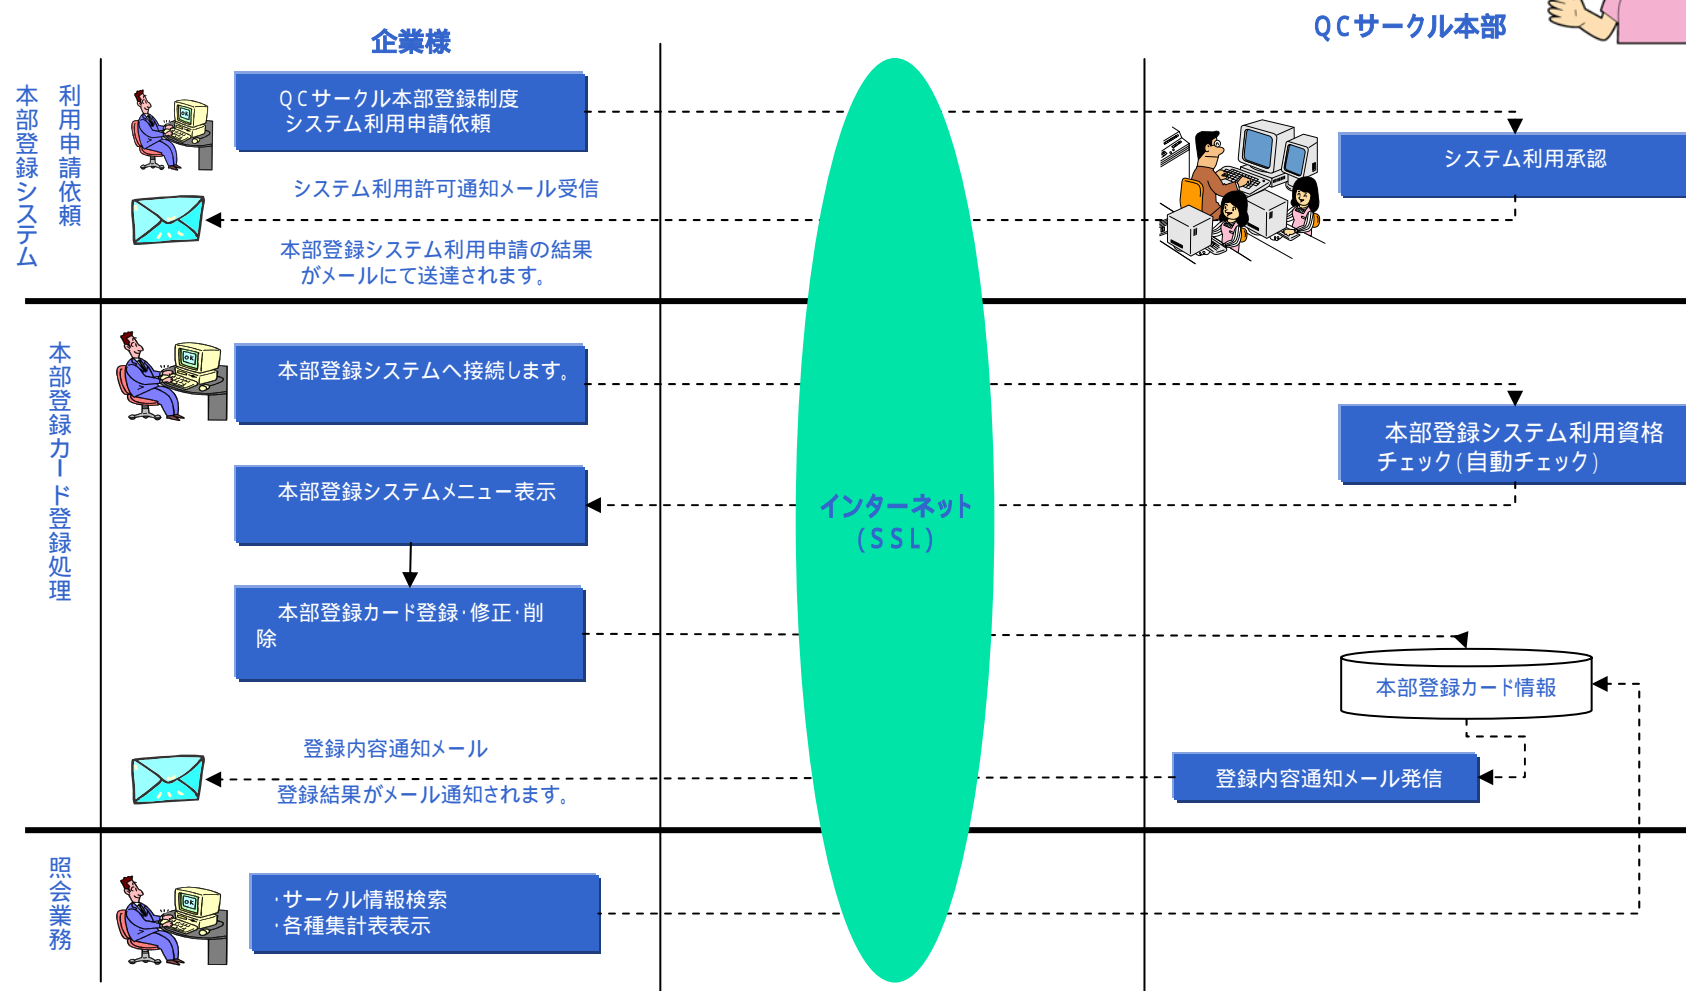 企業様
QCサークル本部
本部登録システム
利用申請依頼
QCサークル本部登録制度
システム利用申請依頼
システム利用承認
システム利用許可通知メール受信
本部登録システム利用申請の結果
がメールにて送達されます。
本部登録カード登録処理
本部登録システムへ接続します。
本部登録システム利用資格
チェック(自動チェック)
本部登録システムメニュー表示
インターネット
(SSL)
本部登録カード登録・修正・削
除
本部登録カード情報
登録内容通知メール
登録内容通知メール発信
登録結果がメール通知されます。
照会業務
・サークル情報検索
・各種集計表表示